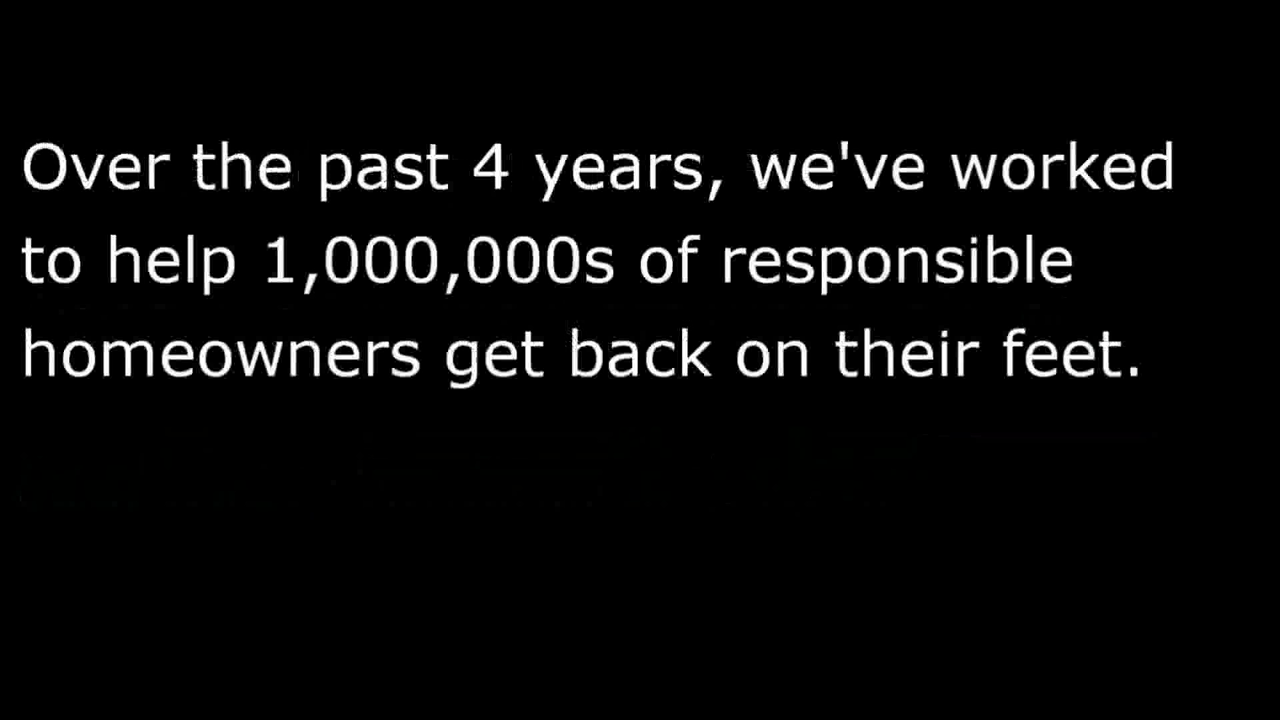 Over the past 4 years, we've worked
to help 1,000,000s of responsible
homeowners get back on their feet.